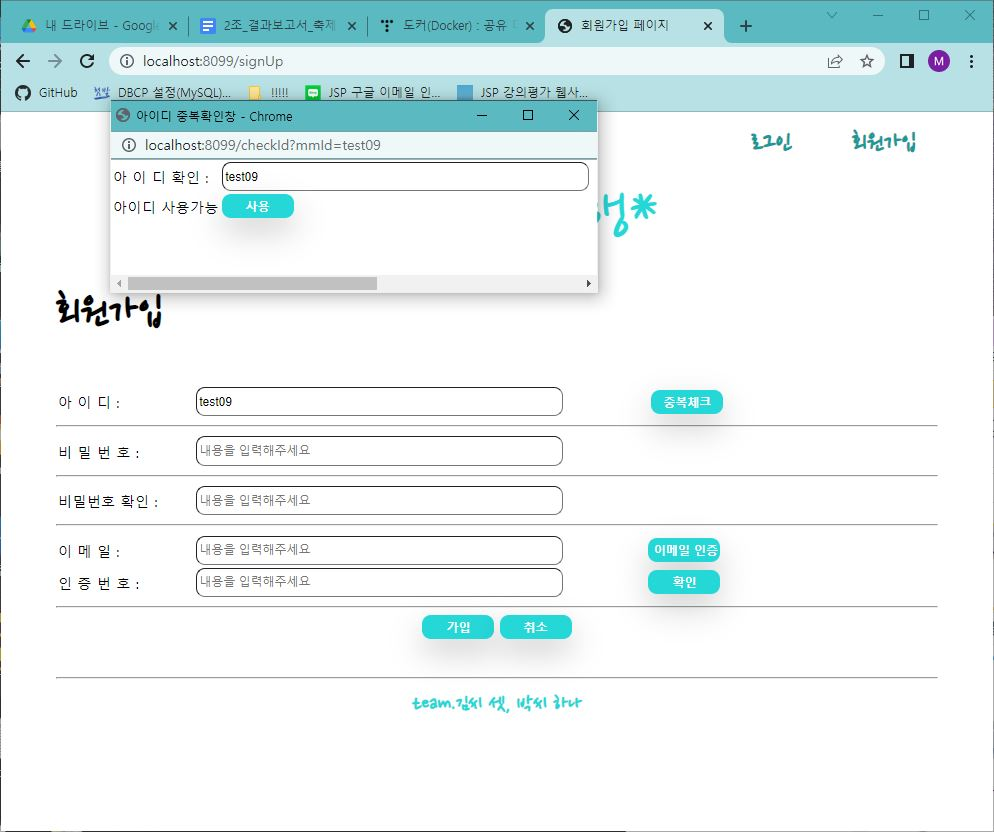 내 드라이브 - Google
2조_결과보고서_축제
도커(Docker) : 공유
회원가입 페이지
localhost:8099/signUp
M
GitHub
DBCP 설정(MySQL)...
!!!!!
JSP 구글 이메일 인...
JSP 강의평가 웹사...
아이디 중복확인창 - Chrome
localhost:8099/checkId?mmId=test09
로그인
회원가입
아 이 디 확인 :
test09
아이디 사용가능
사용
행*
회원가입
아 이 디 :
test09
중복체크
비 밀 번 호 :
내용을 입력해주세요
비밀번호 확인 :
내용을 입력해주세요
이 메 일 :
내용을 입력해주세요
이메일 인증
인 증 번 호 :
내용을 입력해주세요
확인
가입
취소
team.김씨 셋, 박씨 하나